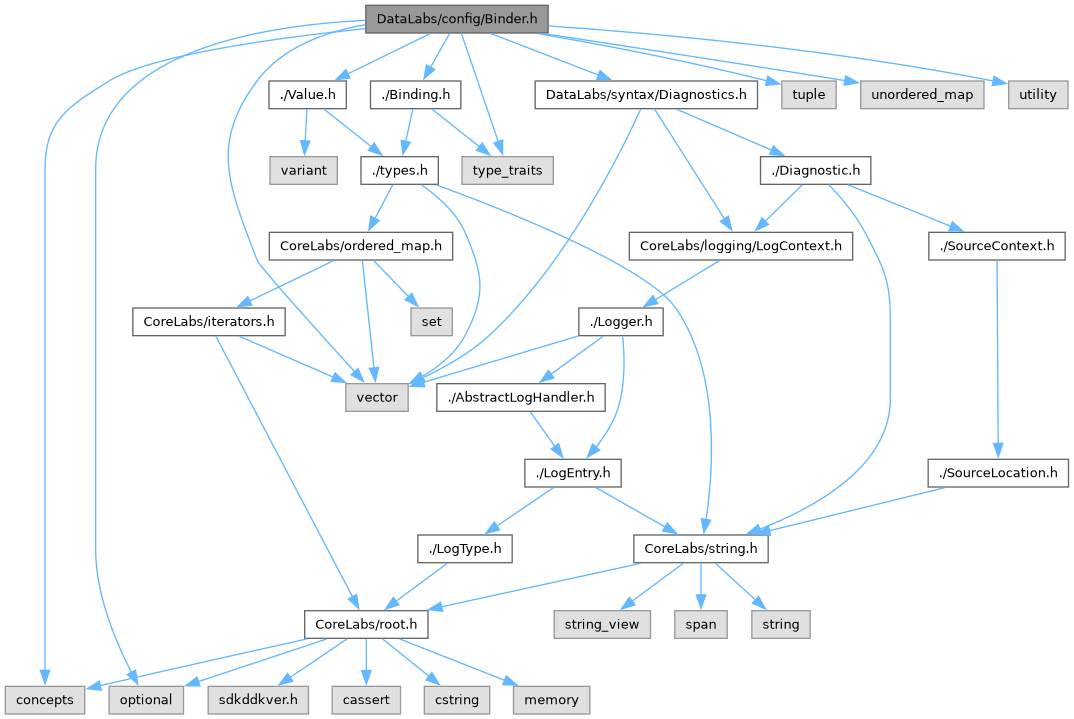 DataLabs/config/Binder.h
./Value.h
./Binding.h
DataLabs/syntax/Diagnostics.h
tuple
unordered_map
utility
variant
./types.h
type_traits
./Diagnostic.h
CoreLabs/ordered_map.h
CoreLabs/logging/LogContext.h
./SourceContext.h
CoreLabs/iterators.h
set
./Logger.h
vector
./AbstractLogHandler.h
./LogEntry.h
./SourceLocation.h
./LogType.h
CoreLabs/string.h
CoreLabs/root.h
string_view
span
string
concepts
optional
sdkddkver.h
cassert
cstring
memory